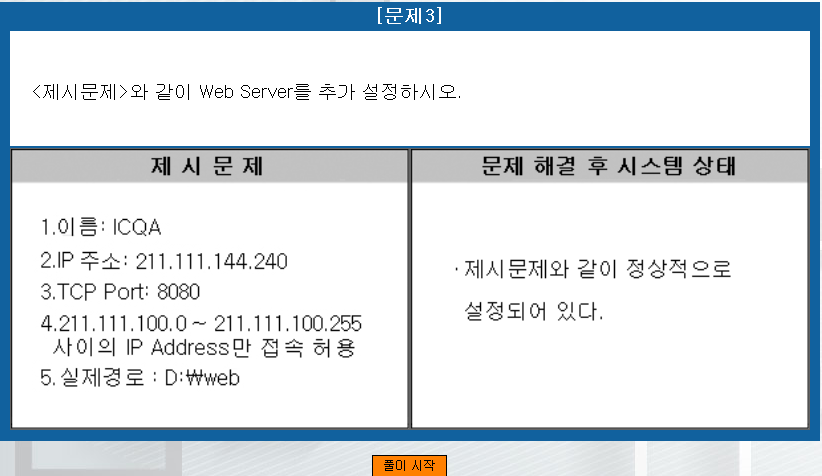 [문제3]
<제시문제>와 같이 Web Server를 추가 설정하시오.
제 시 문 제
1.이름: ICQA
2.IP 주소: 211.111.144.240
3.TCP Port: 8080
4.211.111.100.0 ~ 211.111.100.255
사이의 IP Address만 접속 허용
5.실제경로 : D:₩web
문제 해결 후 시스템 상태
·제시문제와 같이 정상적으로
설정되어 있다.
풀이 시작